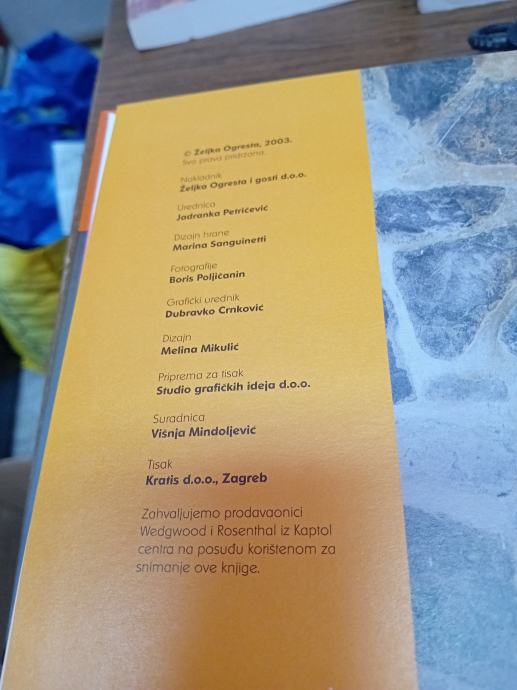 © Željka Ogresta, 2003.
Sva prava pridržana.
Nakladnik
Željka Ogresta i gosti d.o.o.
Urednica
Jadranka Petričević
Dizajn hrane
Marina Sanguinetti
Fotografije
Boris Poljičanin
Grafički urednik
Dubravko Crnković
Dizajn
Melina Mikulić
Priprema za tisak
Studio grafičkih ideja d.o.o.
Suradnica
Višnja Mindoljević
Tisak
Kratis d.o.o., Zagreb
Zahvaljujemo prodavaonici
Wedgwood i Rosenthal iz Kaptol
centra na posuđu korištenom za
snimanje ove knjige.